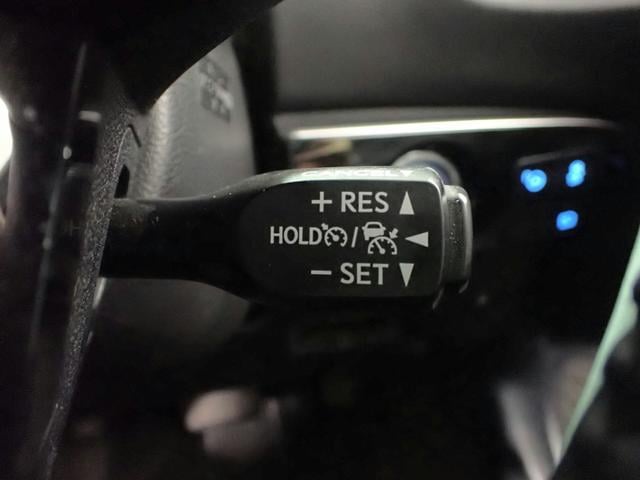 CANCEL
+ RES ▲
HOLD / ◀
− SET ▼